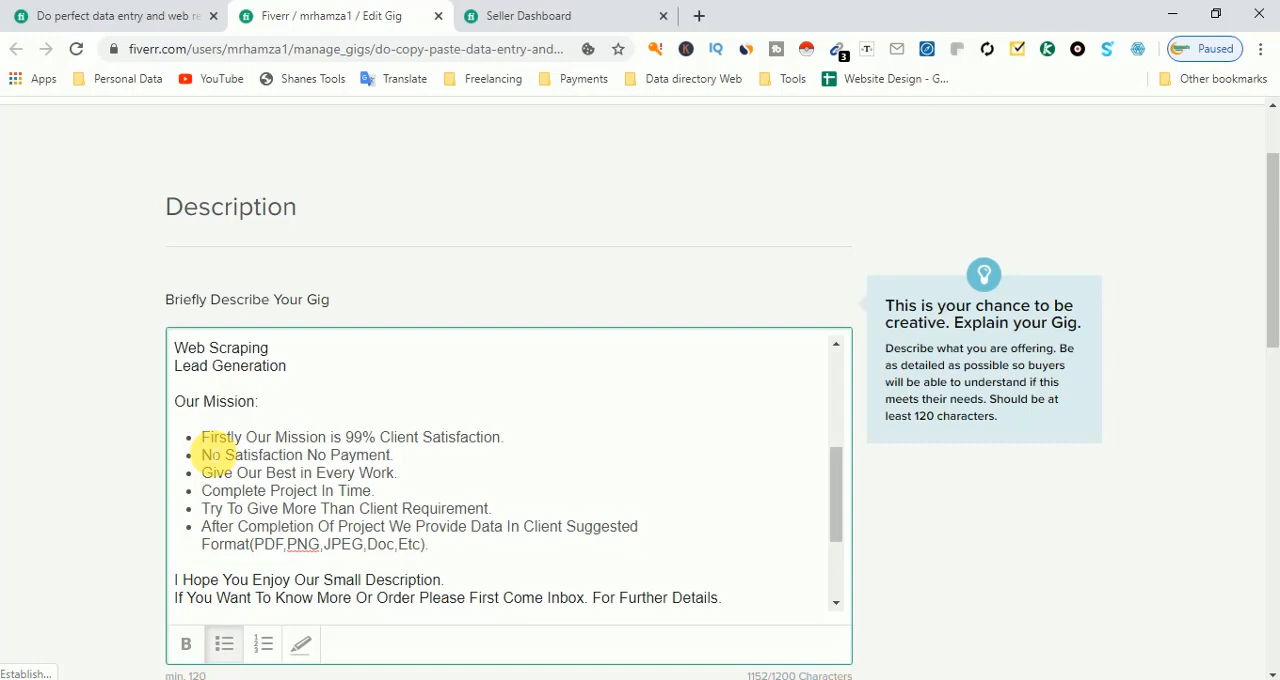 Do perfect data entry and web re
Fiverr / mrhamza1 / Edit Gig
Seller Dashboard
fiverr.com/users/mrhamza1/manage_gigs/do-copy-paste-data-entry-and...
Paused
Apps
Personal Data
YouTube
Shanes Tools
Translate
Freelancing
Payments
Data directory Web
Tools
Website Design - G...
Other bookmarks
Description
Briefly Describe Your Gig
Web Scraping
Lead Generation
Our Mission:
• Firstly Our Mission is 99% Client Satisfaction.
• No Satisfaction No Payment.
• Give Our Best in Every Work.
• Complete Project In Time.
• Try To Give More Than Client Requirement.
• After Completion Of Project We Provide Data In Client Suggested
Format(PDF,PNG,JPEG,Doc,Etc).
I Hope You Enjoy Our Small Description.
If You Want To Know More Or Order Please First Come Inbox. For Further Details.
B
min. 120
1152/1200 Characters
This is your chance to be
creative. Explain your Gig.
Describe what you are offering. Be
as detailed as possible so buyers
will be able to understand if this
meets their needs. Should be at
least 120 characters.
Establish...